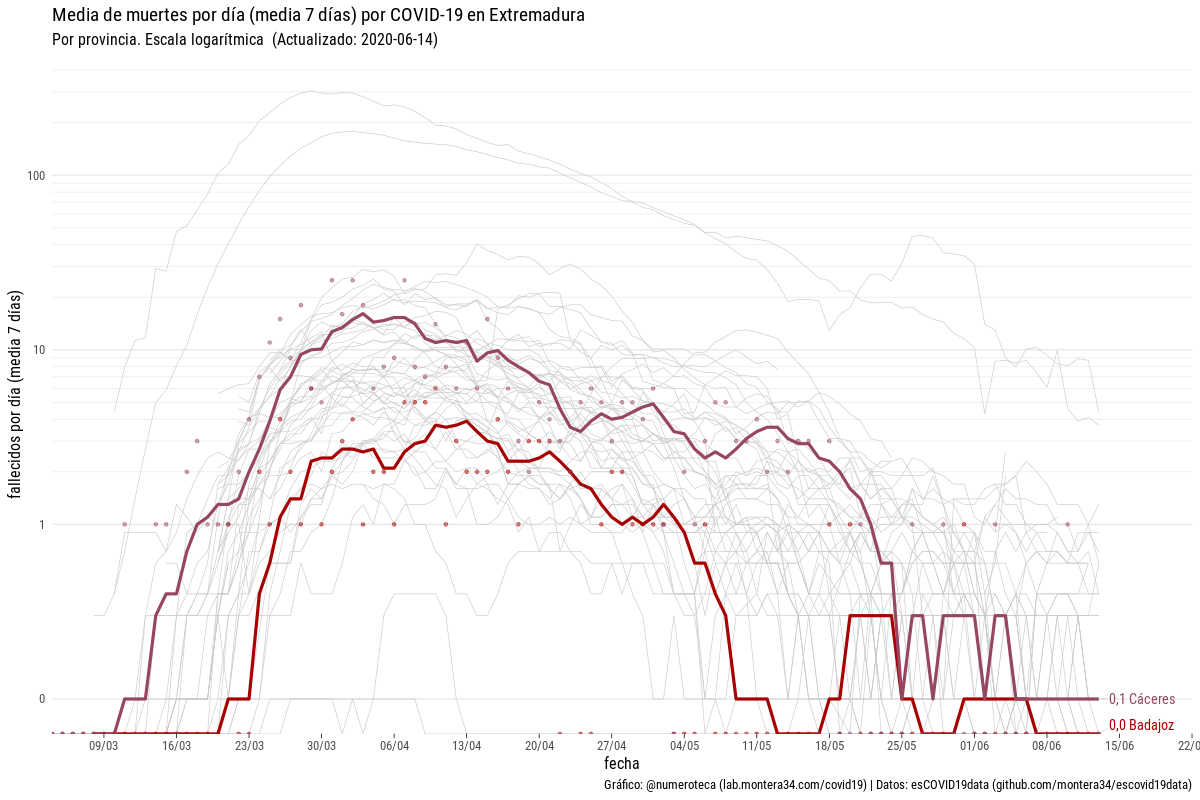 Media de muertes por día (media 7 días) por COVID-19 en Extremadura
Por provincia. Escala logarítmica (Actualizado: 2020-06-14)
fallecidos por día (media 7 días)
100
10
1
0
0,1 Cáceres
0,0 Badajoz
09/03 16/03 23/03 30/03 06/04 13/04 20/04 27/04 04/05 11/05 18/05 25/05 01/06 08/06 15/06 22/0
fecha
Gráfico: @numeroteca (lab.montera34.com/covid19) | Datos: esCOVID19data (github.com/montera34/escovid19data)